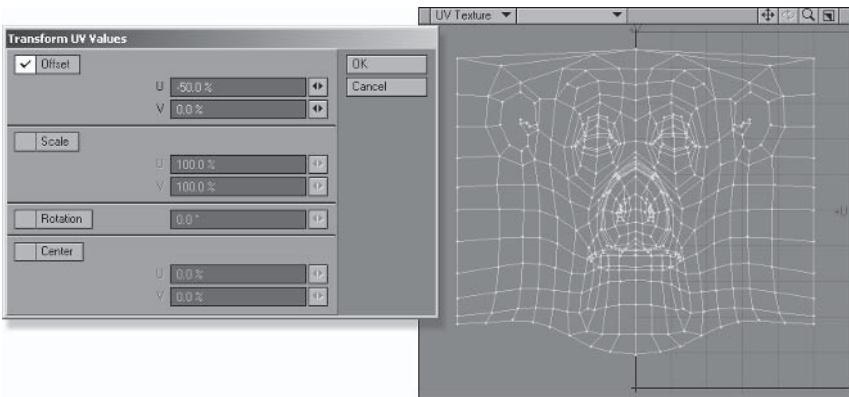 Transform UV Values
Offset
U -50.0 %
V 0.0 %
Scale
U 100.0 %
V 100.0 %
Rotation 0.0 °
Center
U 0.0 %
V 0.0 %
OK
Cancel
UV Texture
+V
+U